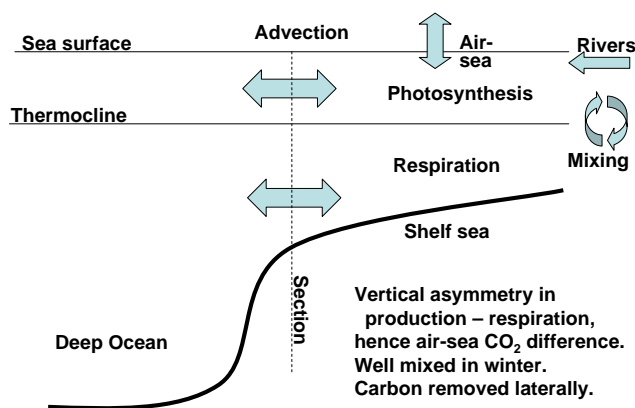 Sea surface
Advection
Air-
sea
Rivers
Photosynthesis
Thermocline
Mixing
Respiration
Shelf sea
Section
Deep Ocean
Vertical asymmetry in
production – respiration,
hence air-sea CO₂ difference.
Well mixed in winter.
Carbon removed laterally.